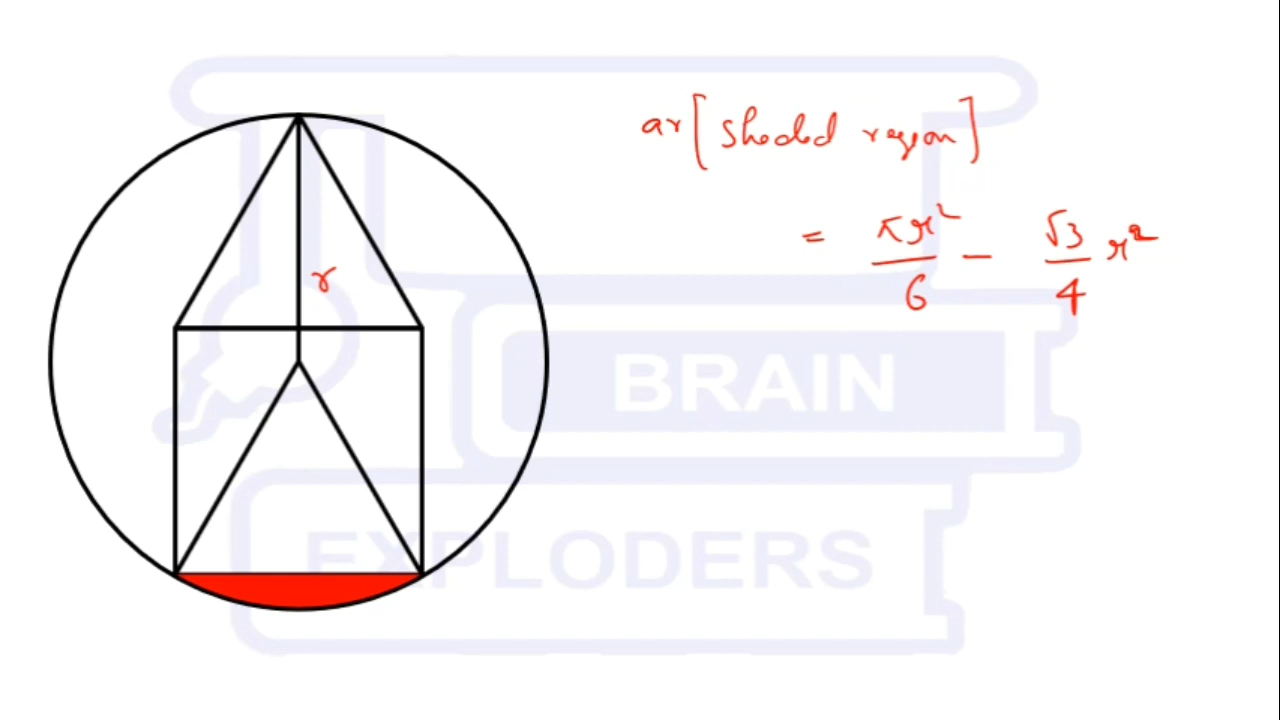 ar[shaded region]
r
= πr²/6 - √3/4 r²
BRAIN
EXPLODERS